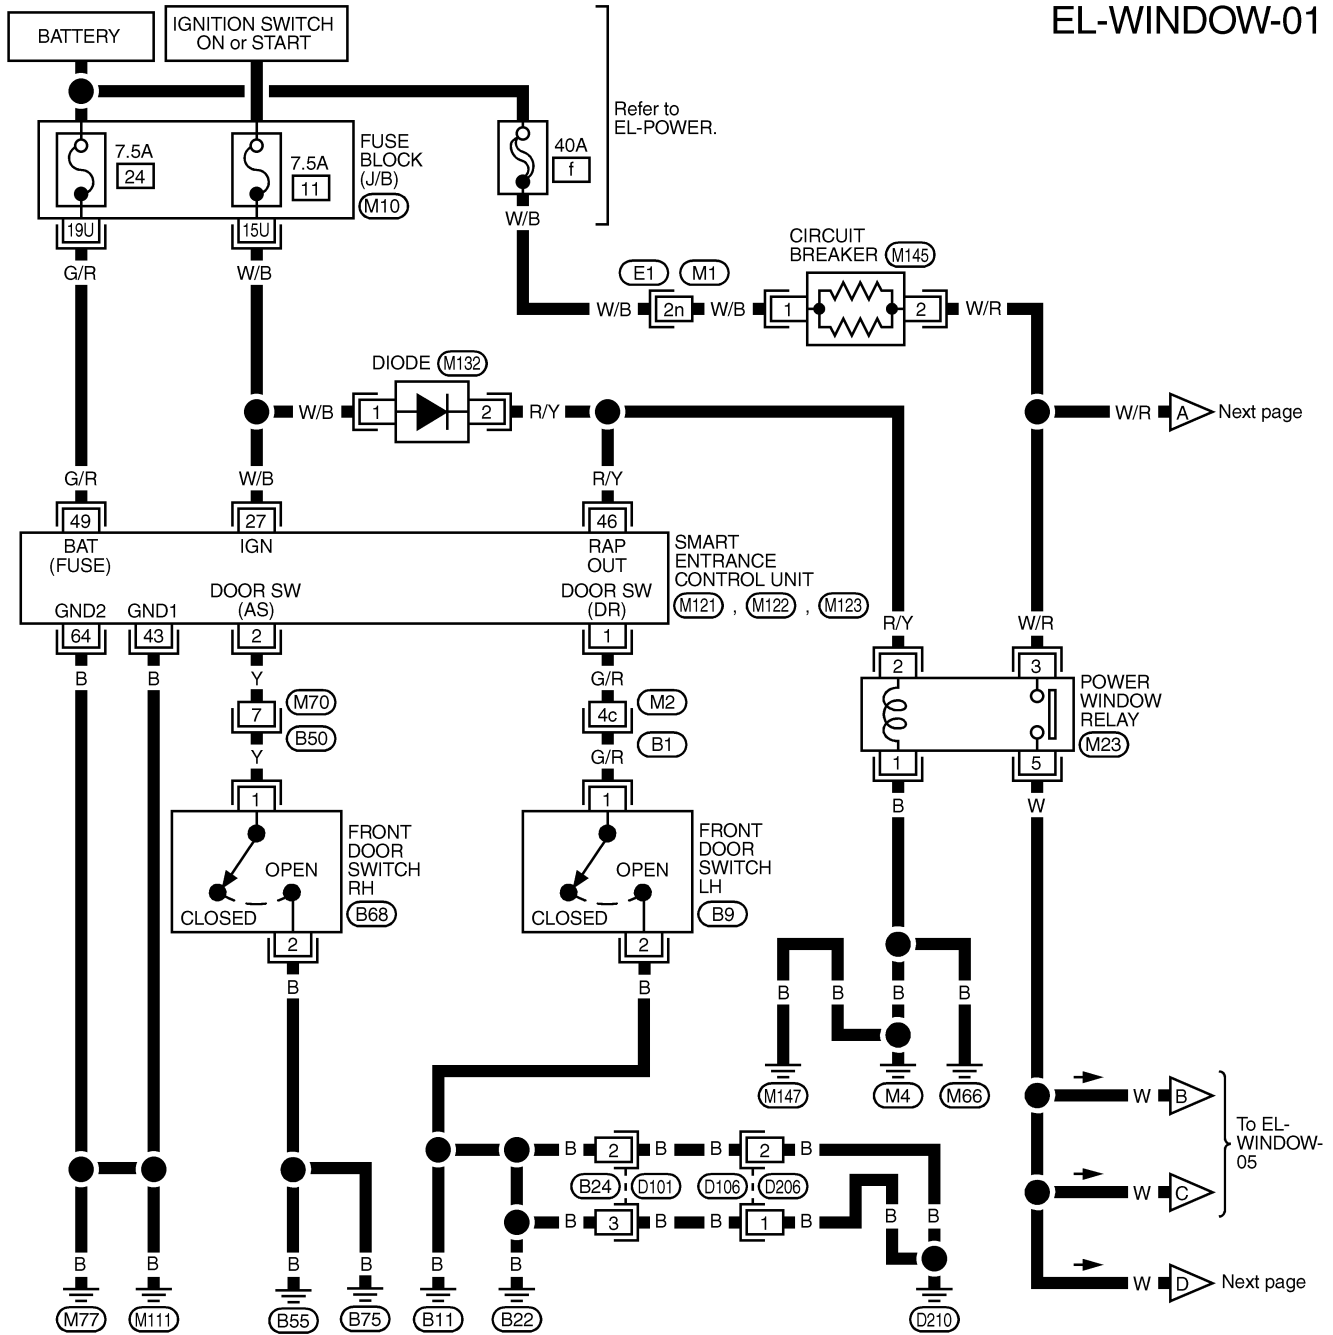 EL-WINDOW-01
BATTERY
IGNITION SWITCH
ON or START
Refer to
EL-POWER.
7.5A
24
7.5A
11
FUSE
BLOCK
(J/B)
M10
40A
f
19U
15U
W/B
G/R
W/B
CIRCUIT
BREAKER
M145
E1
M1
W/B
2n
W/B
1
2
W/R
DIODE
M132
W/B
1
2
R/Y
W/R
A
Next page
G/R
W/B
R/Y
49
27
46
BAT
(FUSE)
IGN
RAP
OUT
SMART
ENTRANCE
CONTROL UNIT
M121 , M122 , M123
DOOR SW
(AS)
DOOR SW
(DR)
GND2
GND1
64
43
2
1
R/Y
W/R
2
3
B
B
Y
G/R
POWER
WINDOW
RELAY
M23
7
M70
B50
4c
M2
B1
Y
G/R
1
5
1
1
B
W
FRONT
DOOR
SWITCH
RH
B68
OPEN
CLOSED
FRONT
DOOR
SWITCH
LH
B9
OPEN
CLOSED
2
2
B
B
B
B
B
B
M147
M4
M66
W
B
To EL-
WINDOW-
05
W
C
B
2
B
B
2
B
B24
D101
D106
D206
B
3
B
B
1
B
B
B
B
B
B
B
B
B
W
D
Next page
M77
M111
B55
B75
B11
B22
D210